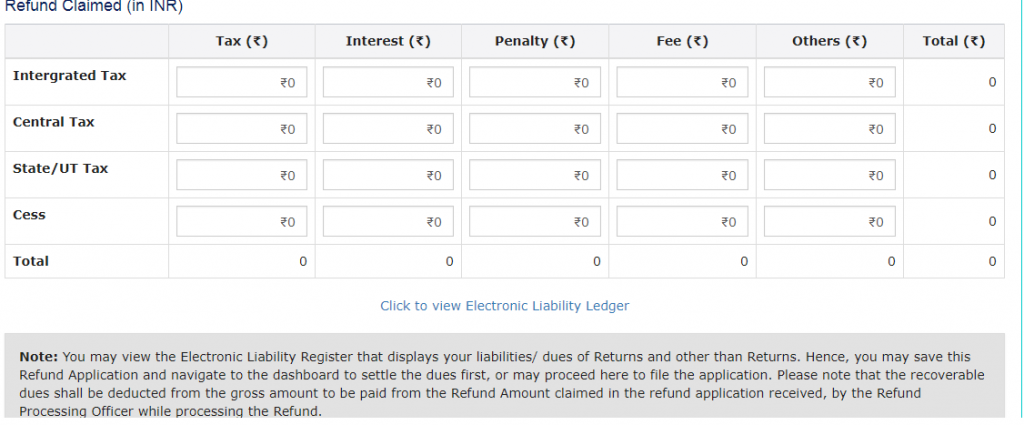 Refund Claimed (in INR)
Tax (₹) Interest (₹) Penalty (₹) Fee (₹) Others (₹) Total (₹)
Intergrated Tax ₹0 ₹0 ₹0 ₹0 ₹0 0
Central Tax ₹0 ₹0 ₹0 ₹0 ₹0 0
State/UT Tax ₹0 ₹0 ₹0 ₹0 ₹0 0
Cess ₹0 ₹0 ₹0 ₹0 ₹0 0
Total 0 0 0 0 0 0
Click to view Electronic Liability Ledger
Note: You may view the Electronic Liability Register that displays your liabilities/ dues of Returns and other than Returns. Hence, you may save this
Refund Application and navigate to the dashboard to settle the dues first, or may proceed here to file the application. Please note that the recoverable
dues shall be deducted from the gross amount to be paid from the Refund Amount claimed in the refund application received, by the Refund
Processing Officer while processing the Refund.